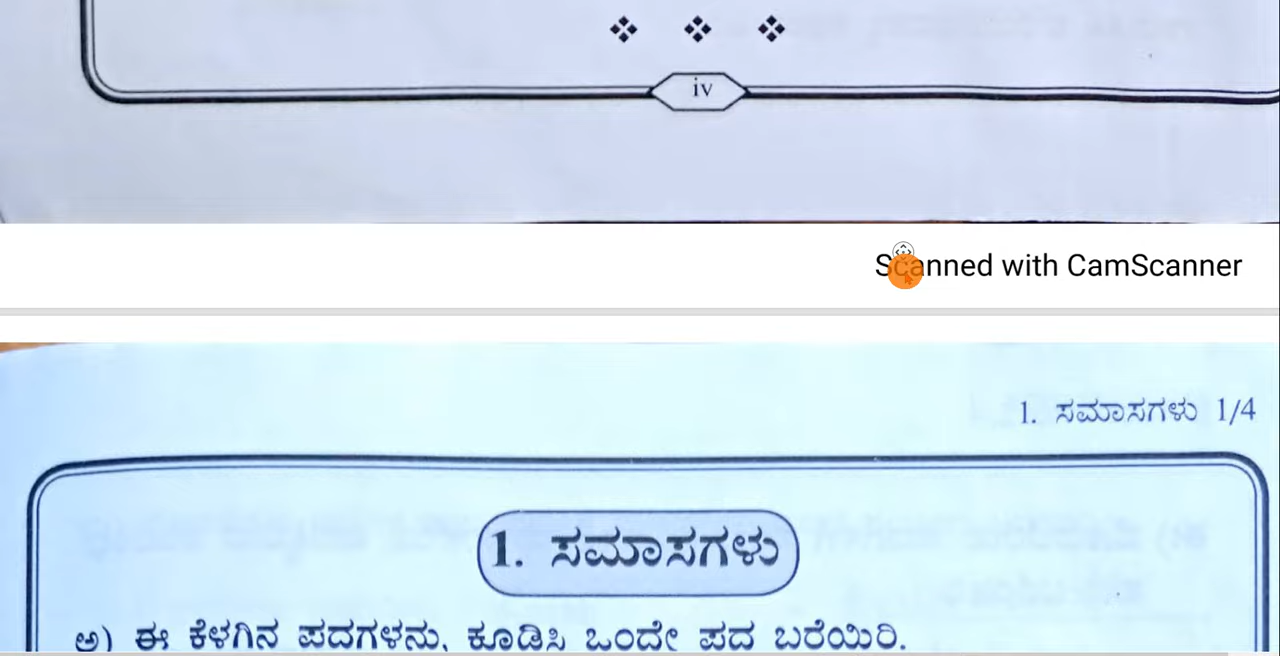 iv
Scanned with CamScanner
1. ಸಮಾಸಗಳು 1/4
1. ಸಮಾಸಗಳು
ಅ) ಈ ಕೆಳಗಿನ ಪದಗಳನ್ನು ಕೂಡಿಸಿ ಒಂದೇ ಪದ ಬರೆಯಿರಿ.